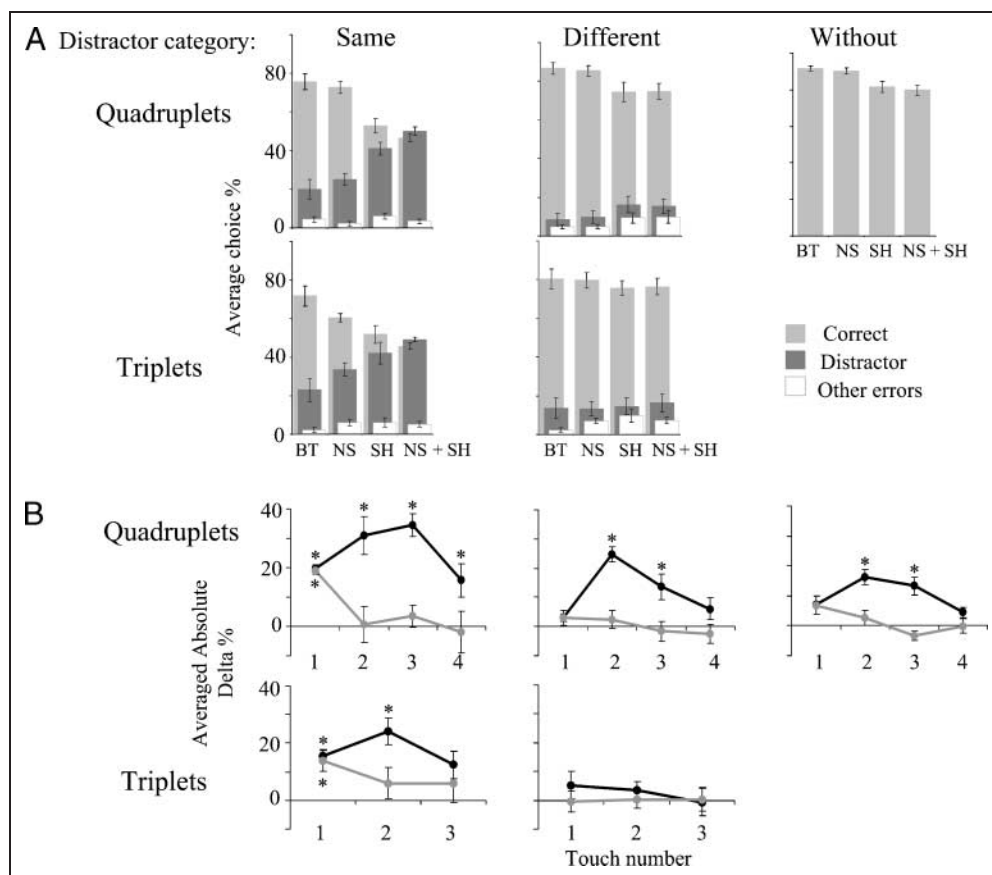 A
Distractor category:
Same
Different
Without
Quadruplets
Triplets
Average choice %
80
40
0
80
40
0
BT NS SH NS + SH
BT NS SH NS + SH
BT NS SH NS + SH
Correct
Distractor
Other errors
B
Quadruplets
Triplets
Averaged Absolute
Delta %
40
20
0
* * * * *
1 2 3 4
* *
1 2 3 4
* *
1 2 3 4
40
20
0
* * *
1 2 3
1 2 3
Touch number